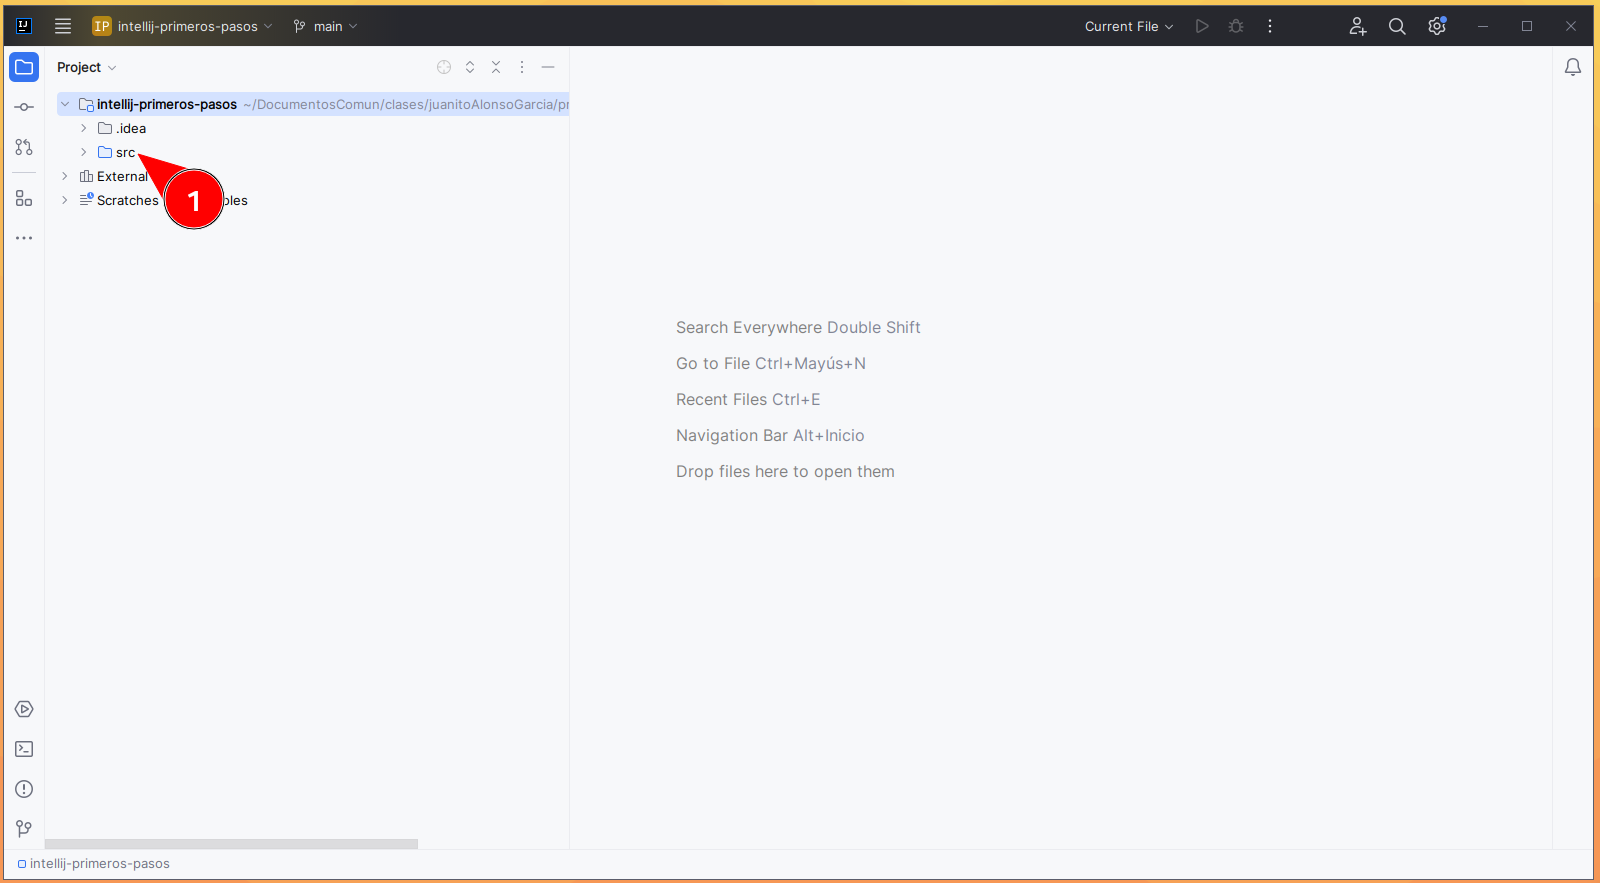 IJ
IP intellij-primeros-pasos main Current File
Project
intellij-primeros-pasos ~/DocumentosComun/clases/juanitoAlonsoGarcia/pr
.idea
src
External
1
Scratches oles
Search Everywhere Double Shift
Go to File Ctrl+Mayús+N
Recent Files Ctrl+E
Navigation Bar Alt+Inicio
Drop files here to open them
intellij-primeros-pasos